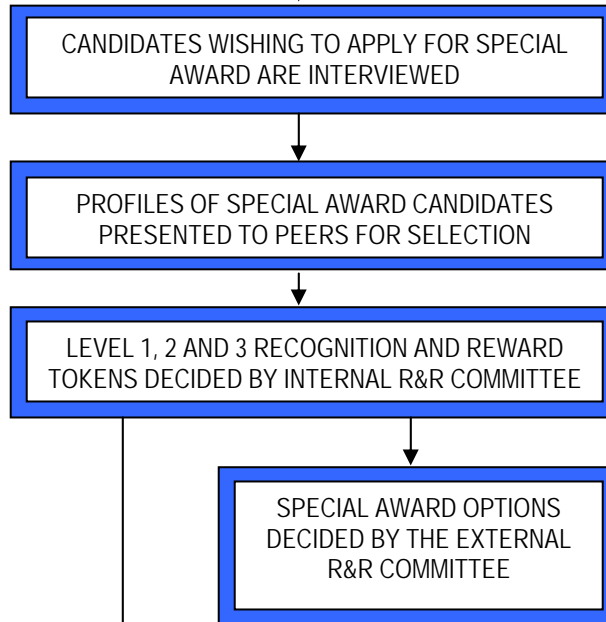 CANDIDATES WISHING TO APPLY FOR SPECIAL
AWARD ARE INTERVIEWED
PROFILES OF SPECIAL AWARD CANDIDATES
PRESENTED TO PEERS FOR SELECTION
LEVEL 1, 2 AND 3 RECOGNITION AND REWARD
TOKENS DECIDED BY INTERNAL R&R COMMITTEE
SPECIAL AWARD OPTIONS
DECIDED BY THE EXTERNAL
R&R COMMITTEE